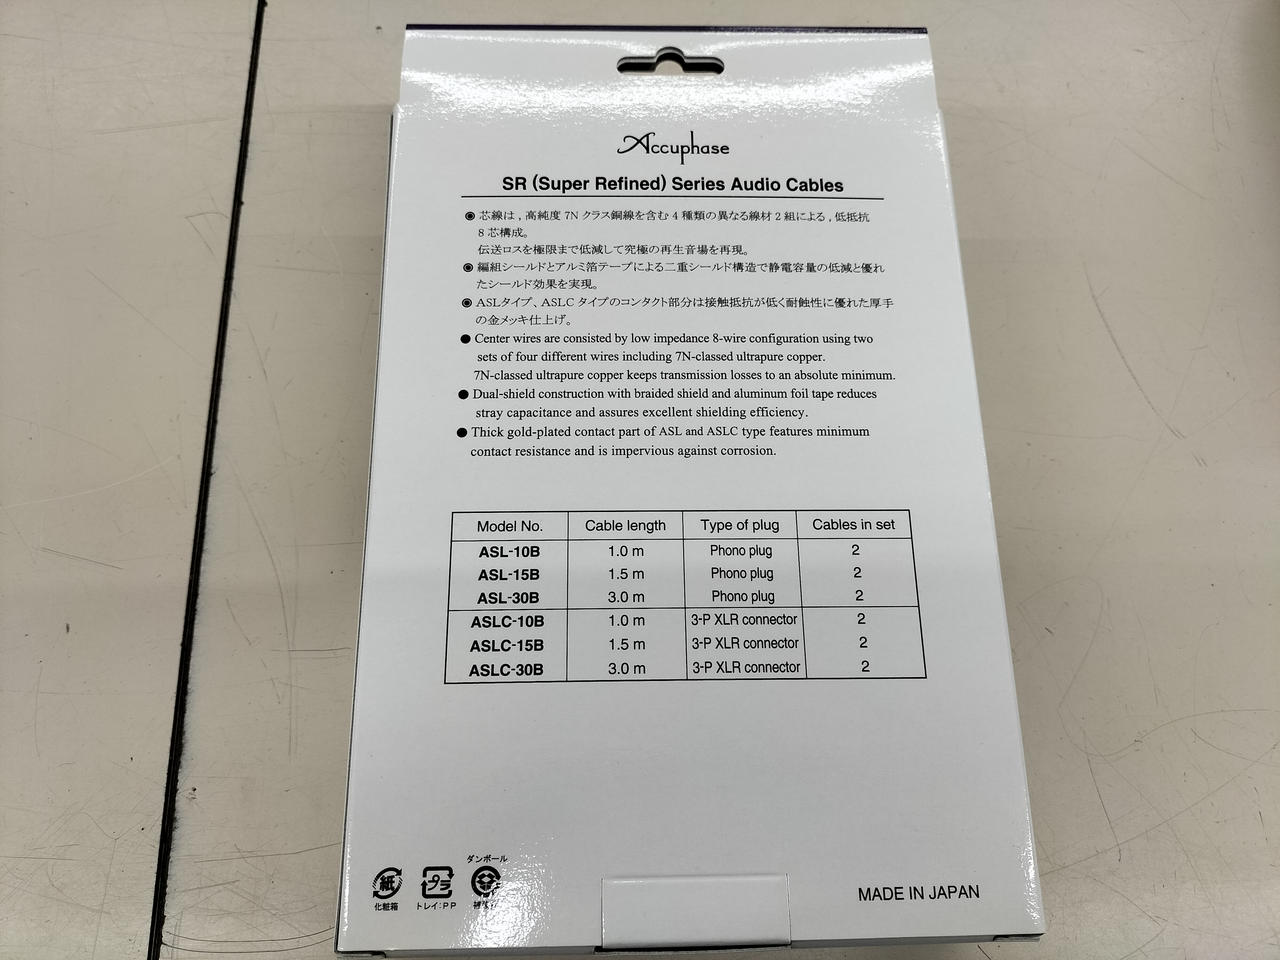 Accuphase
SR (Super Refined) Series Audio Cables
◉ 芯線は，高純度 7N クラス銅線を含む 4 種類の異なる線材 2 組による，低抵抗
8 芯構成。
伝送ロスを極限まで低減して究極の再生音場を再現。
◉ 編組シールドとアルミ箔テープによる二重シールド構造で静電容量の低減と優れ
たシールド効果を実現。
◉ ASLタイプ、ASLC タイプのコンタクト部分は接触抵抗が低く耐蝕性に優れた厚手
の金メッキ仕上げ。
● Center wires are consisted by low impedance 8-wire configuration using two
sets of four different wires including 7N-classed ultrapure copper.
7N-classed ultrapure copper keeps transmission losses to an absolute minimum.
● Dual-shield construction with braided shield and aluminum foil tape reduces
stray capacitance and assures excellent shielding efficiency.
● Thick gold-plated contact part of ASL and ASLC type features minimum
contact resistance and is impervious against corrosion.
Model No. Cable length Type of plug Cables in set
ASL-10B 1.0 m Phono plug 2
ASL-15B 1.5 m Phono plug 2
ASL-30B 3.0 m Phono plug 2
ASLC-10B 1.0 m 3-P XLR connector 2
ASLC-15B 1.5 m 3-P XLR connector 2
ASLC-30B 3.0 m 3-P XLR connector 2
ダンボール
紙 プラ
化粧箱 トレイ:PP
MADE IN JAPAN